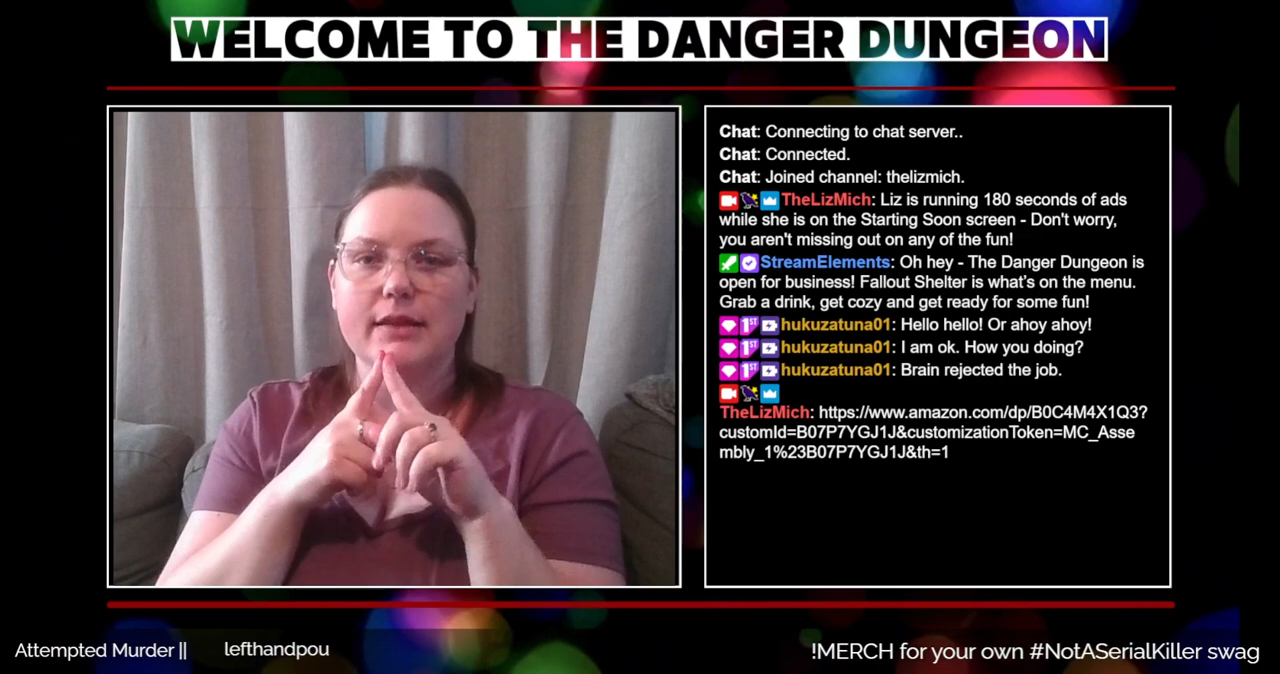 WELCOME TO THE DANGER DUNGEON
Chat: Connecting to chat server..
Chat: Connected.
Chat: Joined channel: thelizmich.
TheLizMich: Liz is running 180 seconds of ads
while she is on the Starting Soon screen - Don't worry,
you aren't missing out on any of the fun!
StreamElements: Oh hey - The Danger Dungeon is
open for business! Fallout Shelter is what's on the menu.
Grab a drink, get cozy and get ready for some fun!
1ST hukuzatuna01: Hello hello! Or ahoy ahoy!
1ST hukuzatuna01: I am ok. How you doing?
1ST hukuzatuna01: Brain rejected the job.
TheLizMich: https://www.amazon.com/dp/B0C4M4X1Q3?
customId=B07P7YGJ1J&customizationToken=MC_Asse
mbly_1%23B07P7YGJ1J&th=1
Attempted Murder || lefthandpou
!MERCH for your own #NotASerialKiller swag